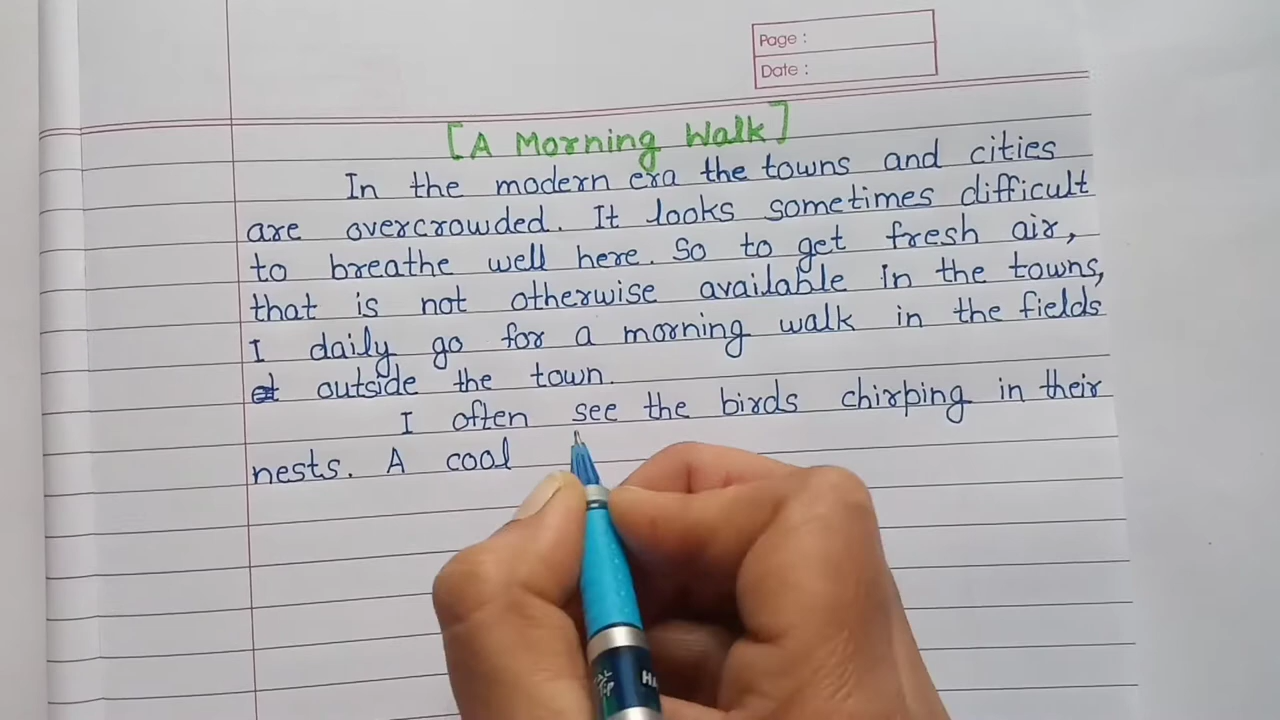 Page :
Date :
[A Morning Walk]
In the modern era the towns and cities
are overcrowded. It looks sometimes difficult
to breathe well here. So to get fresh air,
that is not otherwise available in the towns,
I daily go for a morning walk in the fields
outside the town.
I often see the birds chirping in their
nests. A cool